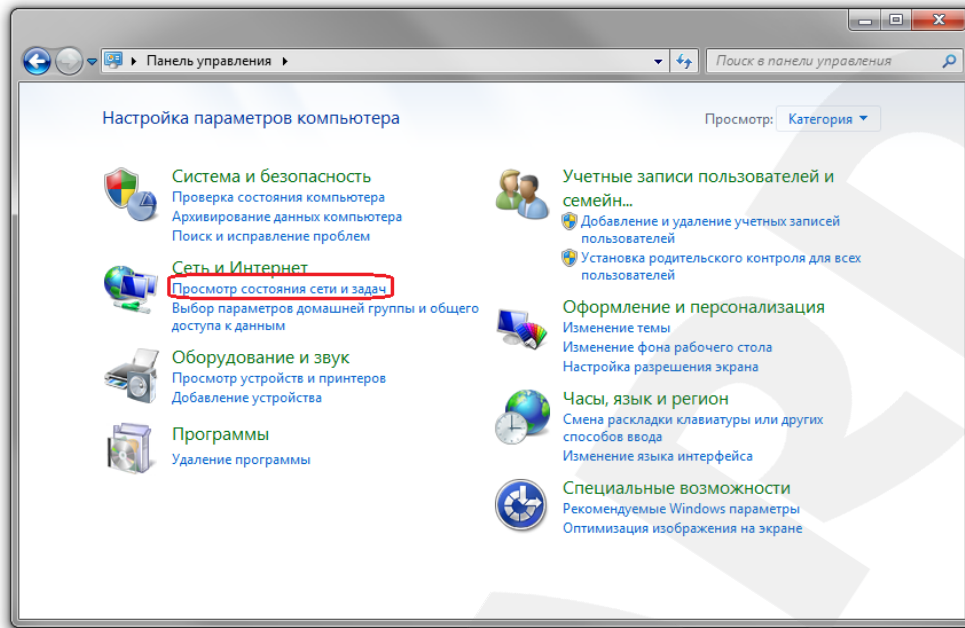 Панель управления
Поиск в панели управления
Настройка параметров компьютера
Просмотр: Категория
Система и безопасность
Проверка состояния компьютера
Архивирование данных компьютера
Поиск и исправление проблем
Сеть и Интернет
Просмотр состояния сети и задач
Выбор параметров домашней группы и общего
доступа к данным
Оборудование и звук
Просмотр устройств и принтеров
Добавление устройства
Программы
Удаление программы
Учетные записи пользователей и
семейн...
Добавление и удаление учетных записей
пользователей
Установка родительского контроля для всех
пользователей
Оформление и персонализация
Изменение темы
Изменение фона рабочего стола
Настройка разрешения экрана
Часы, язык и регион
Смена раскладки клавиатуры или других
способов ввода
Изменение языка интерфейса
Специальные возможности
Рекомендуемые Windows параметры
Оптимизация изображения на экране